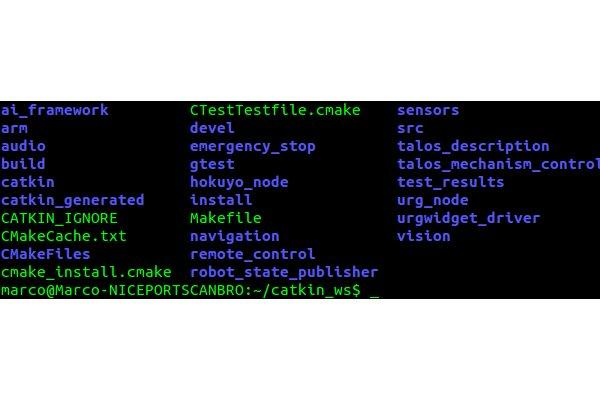 ai_framework CTestTestfile.cmake sensors
arm devel src
audio emergency_stop talos_description
build gtest talos_mechanism_control
catkin hokuyo_node test_results
catkin_generated install urg_node
CATKIN_IGNORE Makefile urgwidget_driver
CMakeCache.txt navigation vision
CMakeFiles remote_control
cmake_install.cmake robot_state_publisher
marco@Marco-NICEPORTSCANBRO:~/catkin_ws$ _